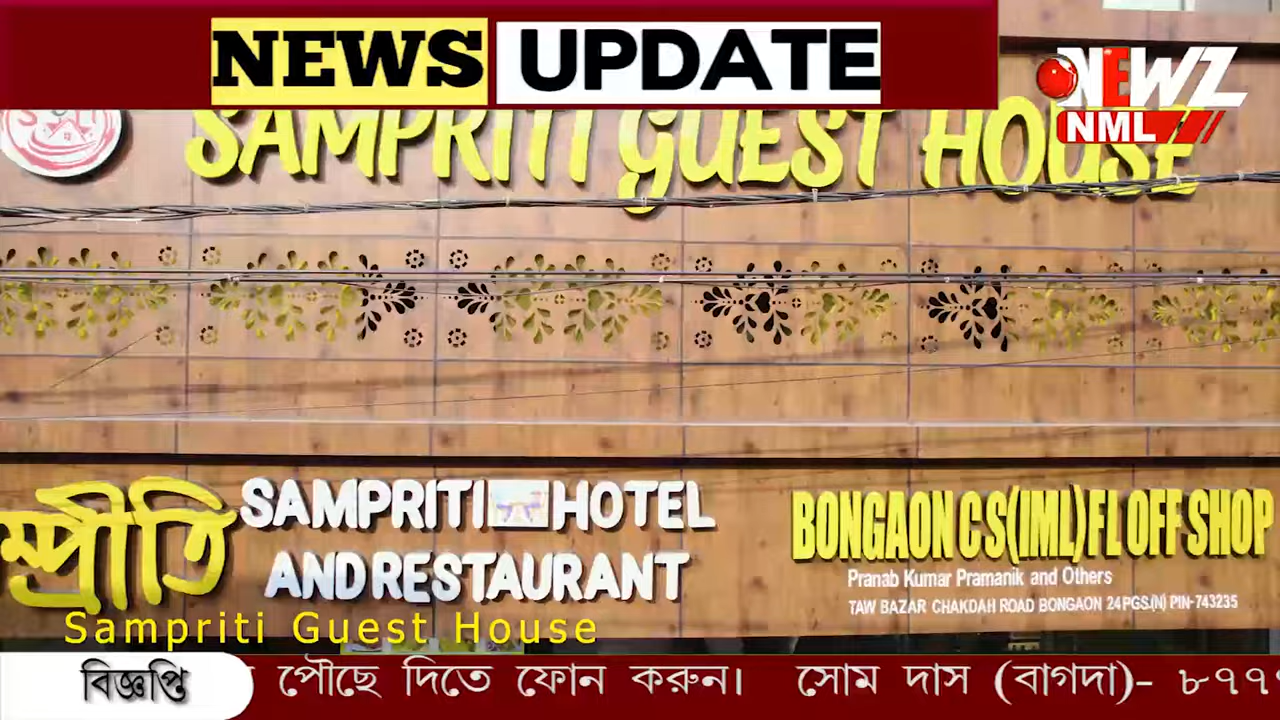 NEWS UPDATE
NEWZ
NML
SAMPRITI GUEST HOUSE
সম্প্রীতি
SAMPRITI HOTEL
AND RESTAURANT
BONGAON C S(IML) FL OFF SHOP
Pranab Kumar Pramanik and Others
TAW BAZAR CHAKDAH ROAD BONGAON 24 PGS.(N) PIN-743235
Sampriti Guest House
বিজ্ঞপ্তি
পৌছে দিতে ফোন করুন। সোম দাস (বাগদা)- ৮৭৭